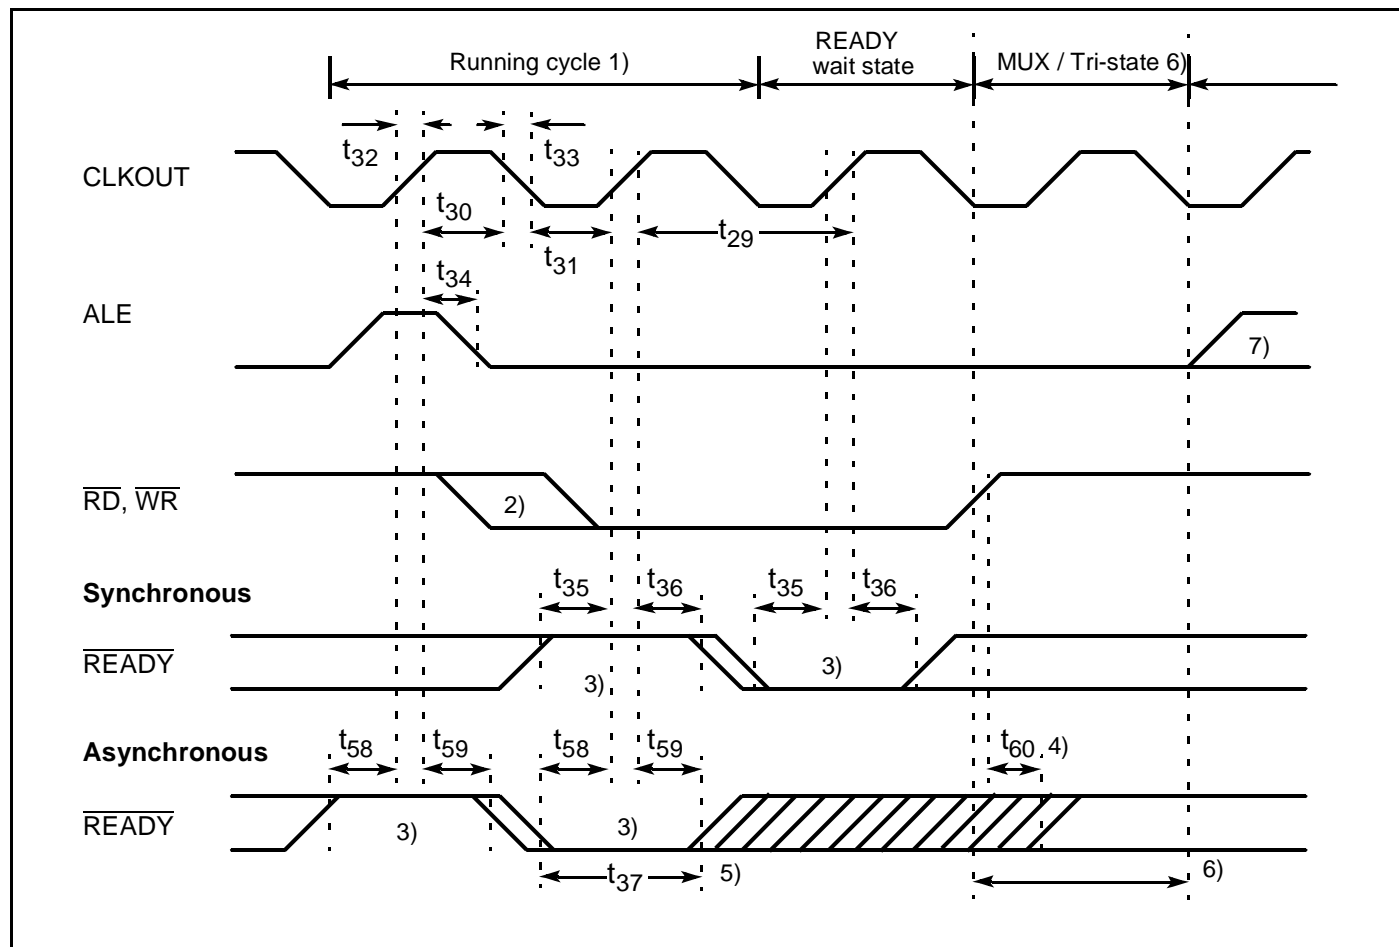 READY
Running cycle 1)
wait state
MUX / Tri-state 6)
t32
t33
CLKOUT
t30
t31
t29
t34
ALE
7)
RD, WR
2)
t35
t36
t35
t36
Synchronous
READY
3)
3)
Asynchronous
t58
t59
t58
t59
t60
4)
READY
3)
3)
t37
5)
6)